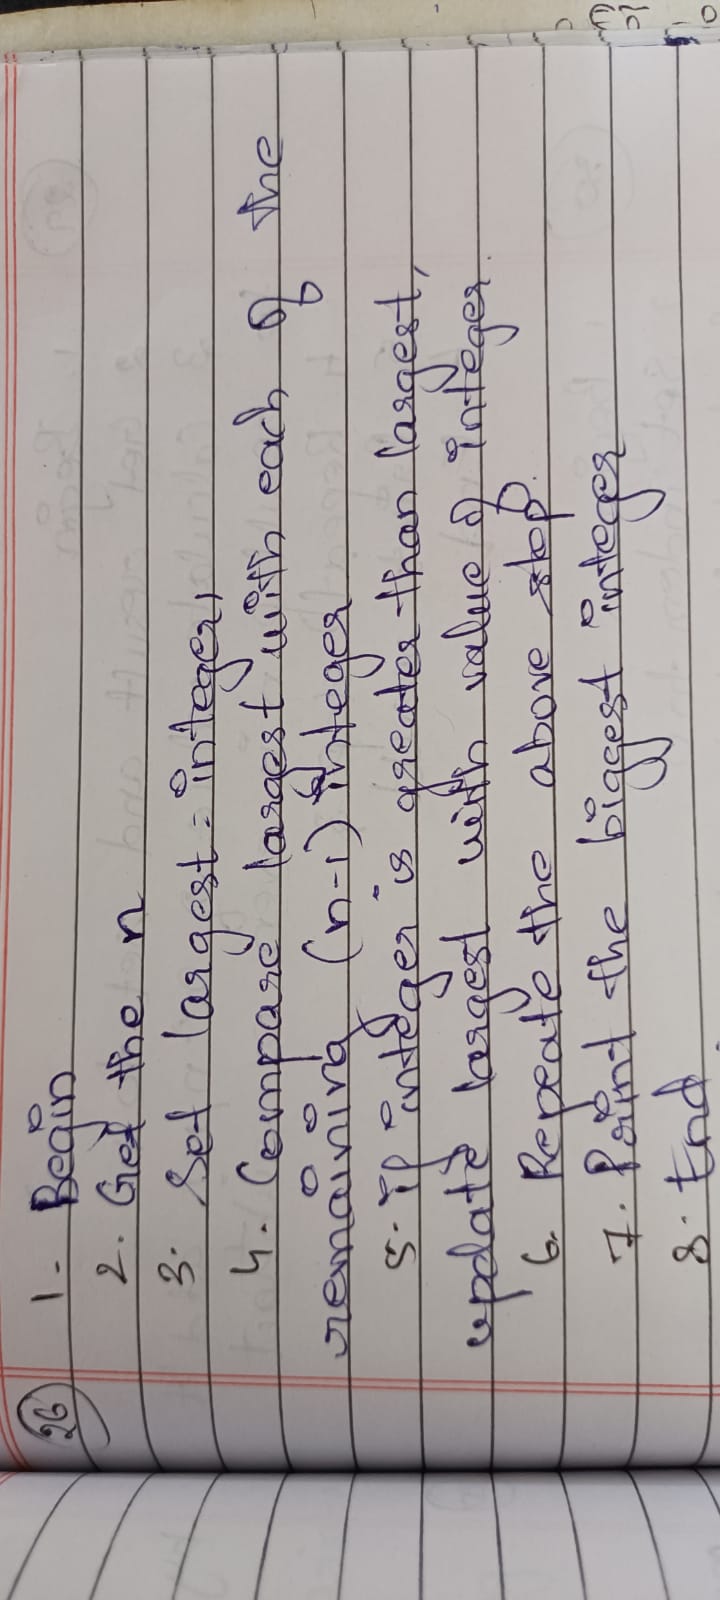 26
1. Begin
2. Get the n
3. Set largest = integer,
4. Compare largest with each of the
remaining (n-1) integer
5. if integer is greater than largest,
update largest with value of integer.
6. Repeate the above step.
7. Print the biggest integer
8. End